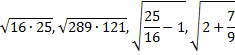 √(16·25), √(289·121), √(25/16 − 1), √(2 + 7/9)